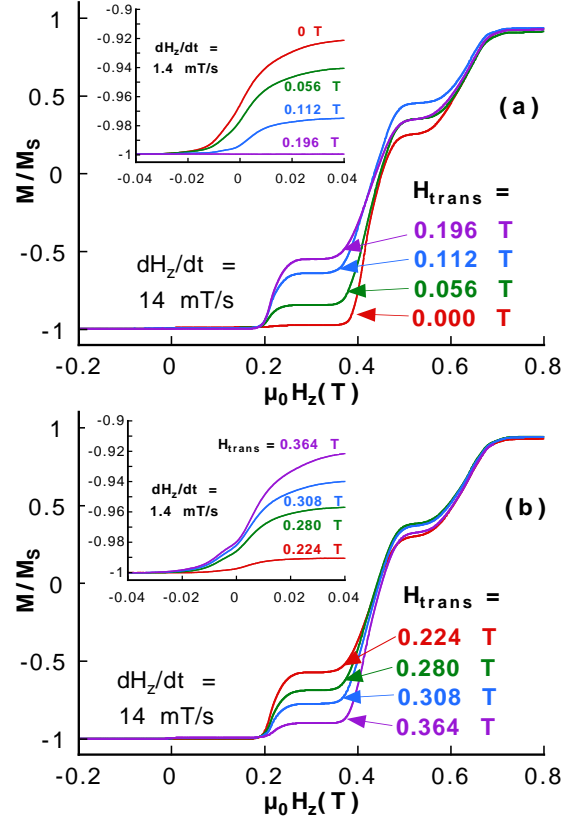 -0.9
-0.92
-0.94
-0.96
-0.98
-1
-0.04 -0.02 0 0.02 0.04
dHz/dt =
1.4 mT/s
0 T
0.056 T
0.112 T
0.196 T
(a)
Htrans =
0.196 T
0.112 T
0.056 T
0.000 T
dHz/dt =
14 mT/s
M/MS
0.5
0
-0.5
-1
-0.2 0 0.2 0.4 0.6 0.8
μ0Hz(T)
-0.9
-0.92
-0.94
-0.96
-0.98
-1
-0.04 -0.02 0 0.02 0.04
Htrans = 0.364 T
dHz/dt =
1.4 mT/s
0.308 T
0.280 T
0.224 T
(b)
Htrans =
0.224 T
0.280 T
0.308 T
0.364 T
dHz/dt =
14 mT/s
M/MS
0.5
0
-0.5
-1
-0.2 0 0.2 0.4 0.6 0.8
μ0Hz(T)